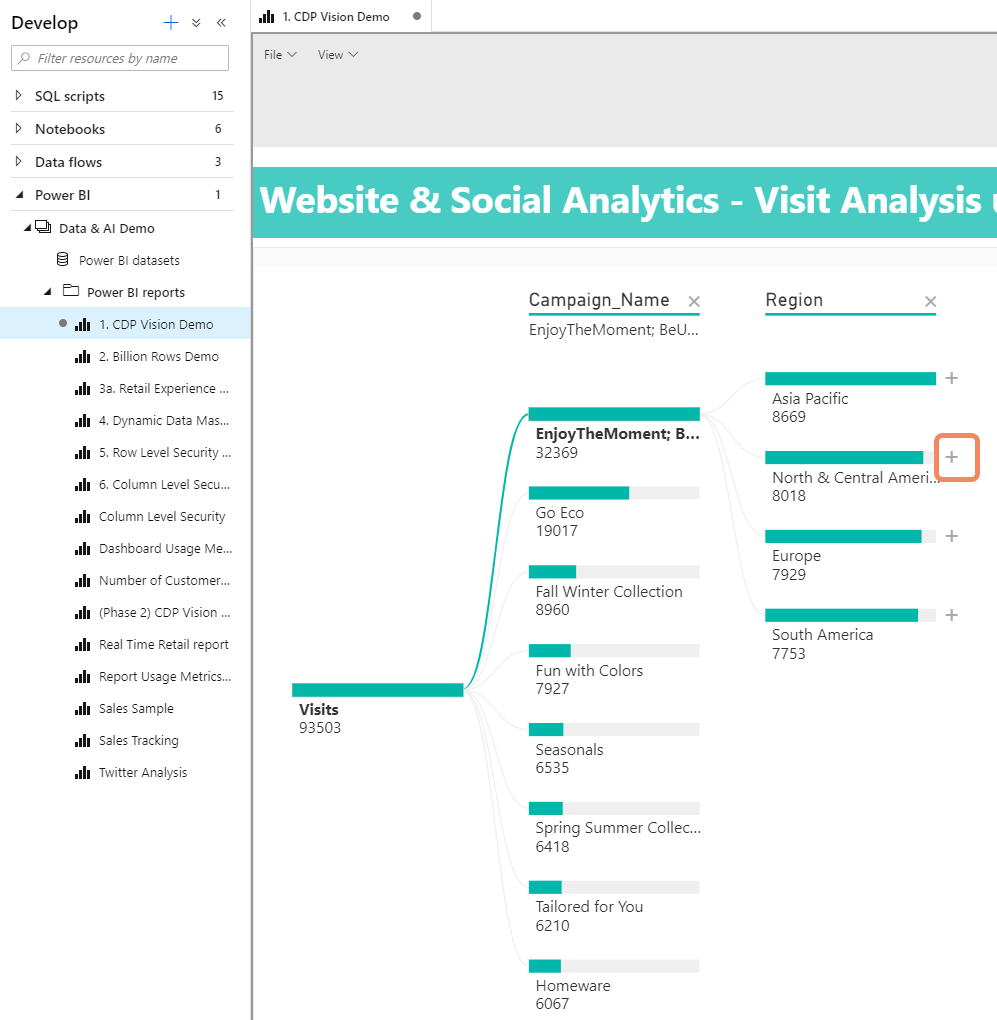 Develop
Filter resources by name
SQL scripts 15
Notebooks 6
Data flows 3
Power BI 1
Data & AI Demo
Power BI datasets
Power BI reports
1. CDP Vision Demo
2. Billion Rows Demo
3a. Retail Experience ...
4. Dynamic Data Mas...
5. Row Level Security ...
6. Column Level Secu...
Column Level Security
Dashboard Usage Me...
Number of Customer...
(Phase 2) CDP Vision ...
Real Time Retail report
Report Usage Metrics...
Sales Sample
Sales Tracking
Twitter Analysis
1. CDP Vision Demo
File View
Website & Social Analytics - Visit Analysis u
Visits
93503
Campaign_Name
EnjoyTheMoment; BeU...
EnjoyTheMoment; B...
32369
Go Eco
19017
Fall Winter Collection
8960
Fun with Colors
7927
Seasonals
6535
Spring Summer Collec...
6418
Tailored for You
6210
Homeware
6067
Region
Asia Pacific
8669
North & Central Ameri...
8018
Europe
7929
South America
7753